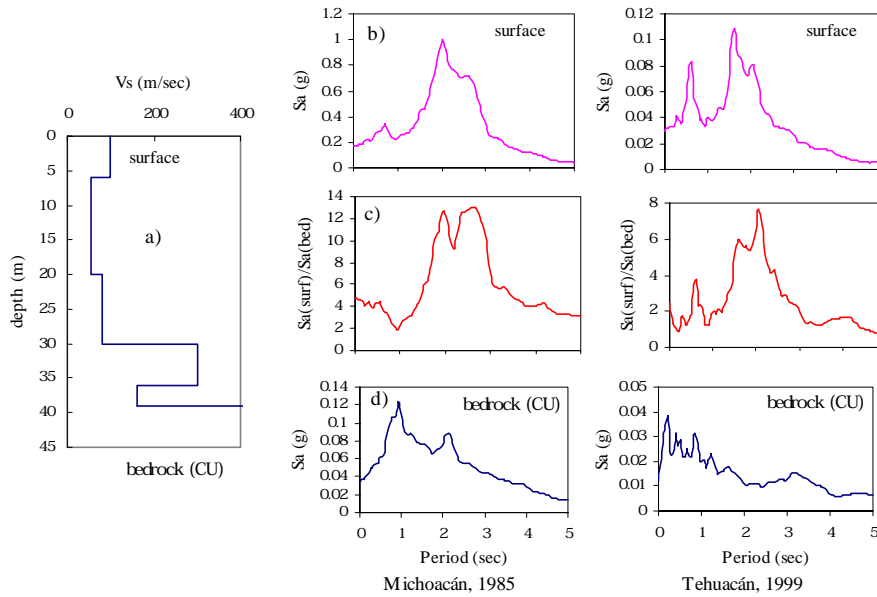 Vs (m/sec)
0 200 400
0
5
10
15
20
25
30
35
40
45
depth (m)
surface
a)
bedrock (CU)
b)
surface
Sa (g)
1.2
1
0.8
0.6
0.4
0.2
0
surface
Sa (g)
0.12
0.1
0.08
0.06
0.04
0.02
0
c)
Sa(surf)/Sa(bed)
14
12
10
8
6
4
2
0
Sa(surf)/Sa(bed)
8
6
4
2
0
d)
bedrock (CU)
Sa (g)
0.14
0.12
0.1
0.08
0.06
0.04
0.02
0
0 1 2 3 4 5
Period (sec)
Michoacán, 1985
bedrock (CU)
Sa (g)
0.05
0.04
0.03
0.02
0.01
0
0 1 2 3 4 5
Period (sec)
Tehuacán, 1999